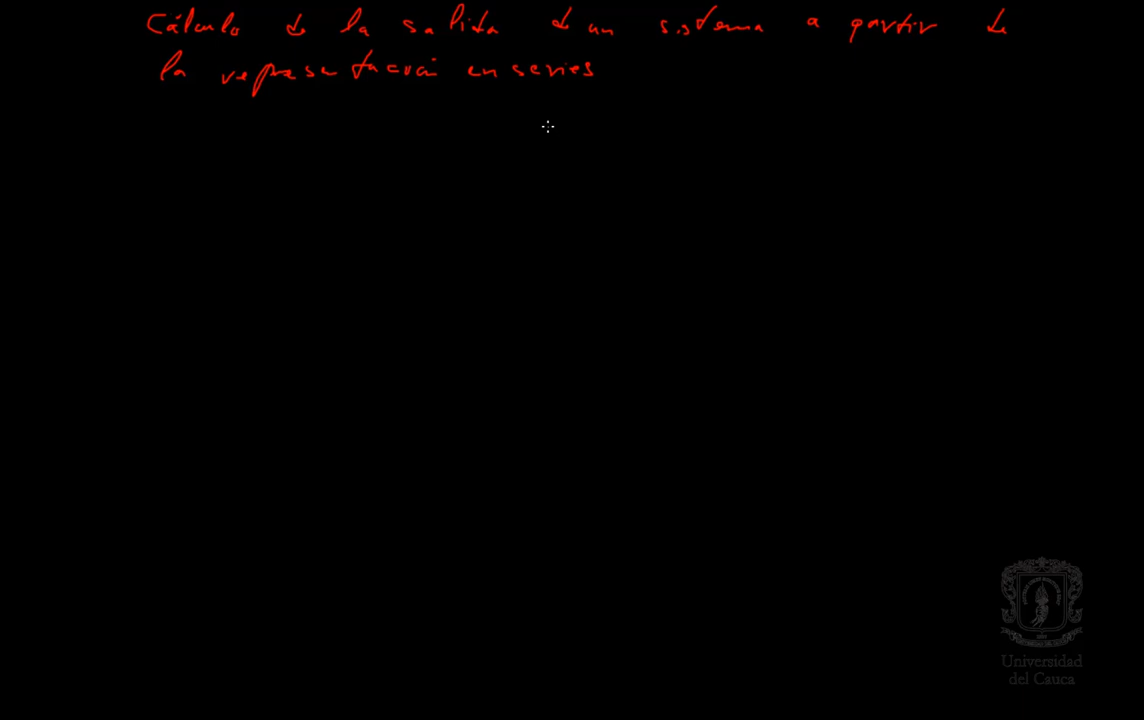 Cálculo de la salida de un sistema a partir de
la representación en series
Universidad
del Cauca